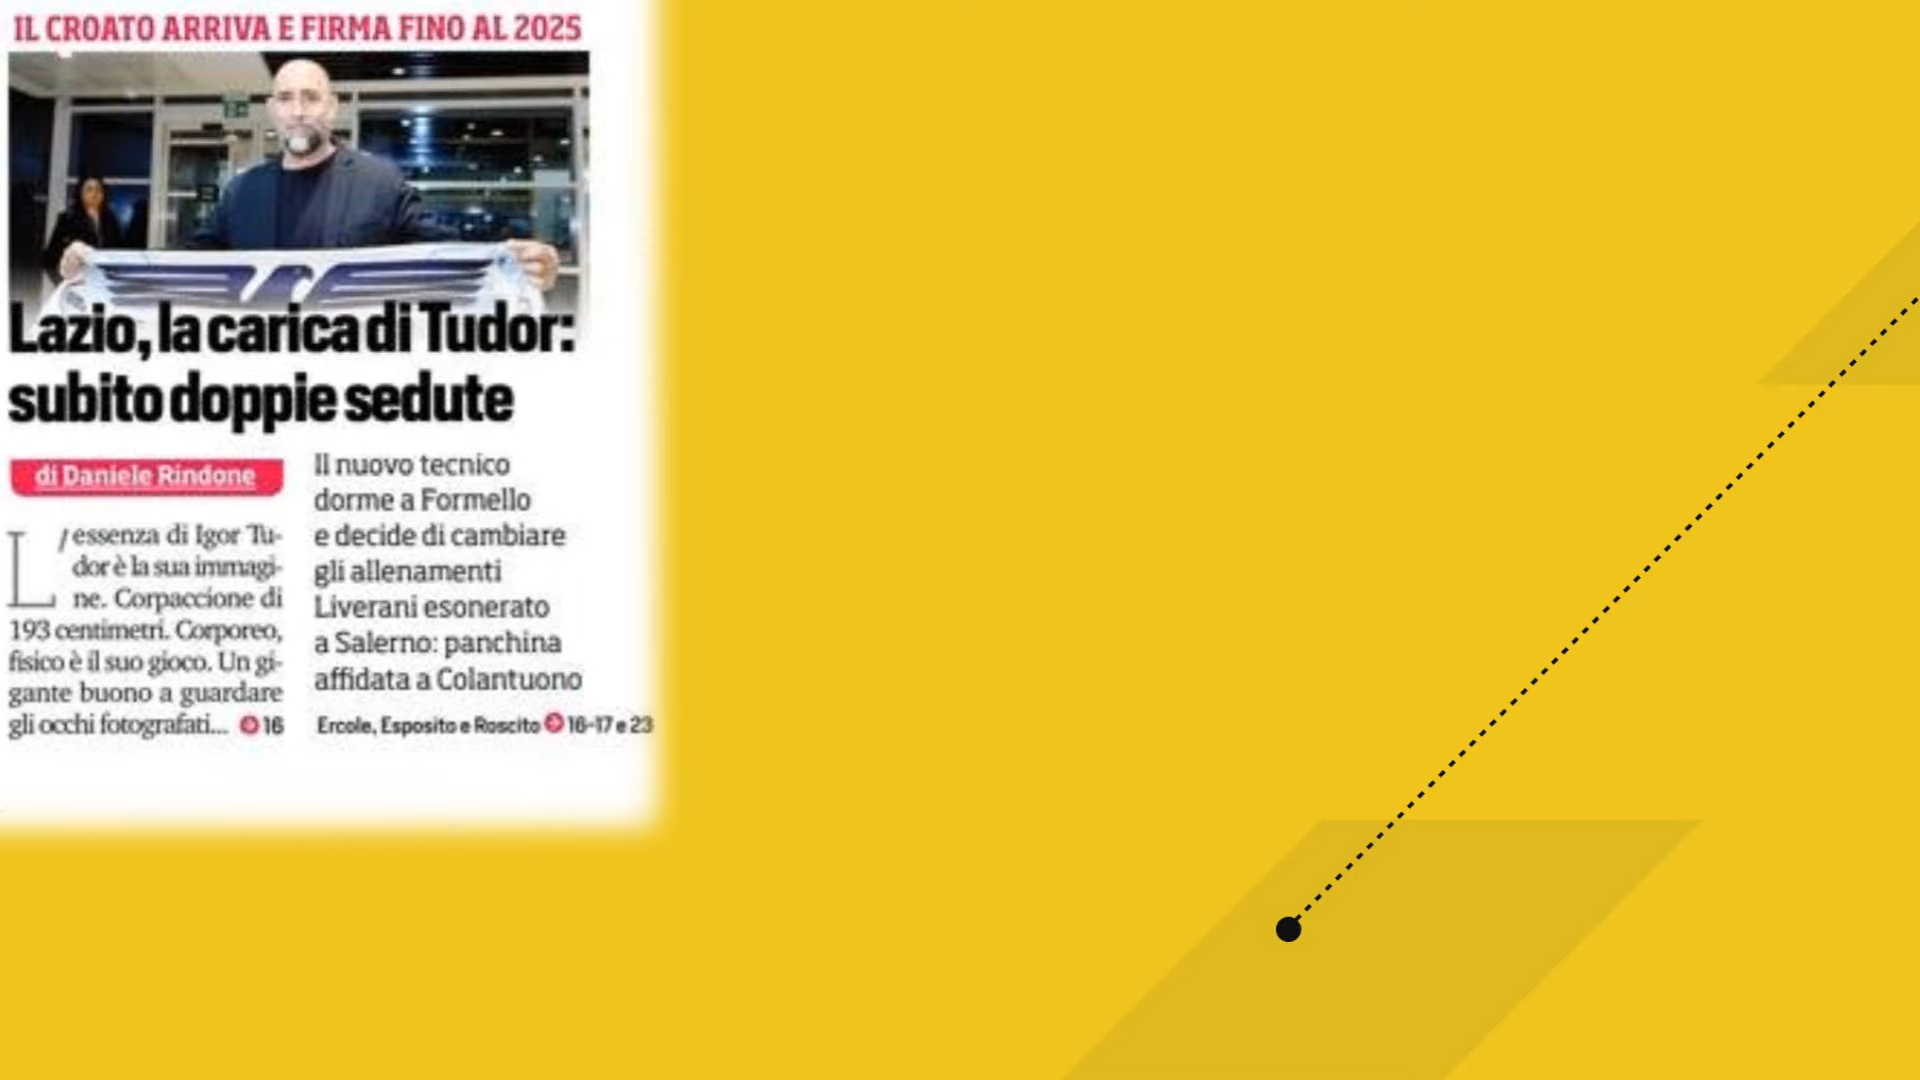 IL CROATO ARRIVA E FIRMA FINO AL 2025
Lazio, la carica di Tudor:
subito doppie sedute
di Daniele Rindone
L'essenza di Igor Tu-
dor è la sua immagi-
ne. Corpaccione di
193 centimetri. Corporeo,
fisico è il suo gioco. Un gi-
gante buono a guardare
gli occhi fotografati... 16
Il nuovo tecnico
dorme a Formello
e decide di cambiare
gli allenamenti
Liverani esonerato
a Salerno: panchina
affidata a Colantuono
Ercole, Esposito e Roscito 16-17 e 23